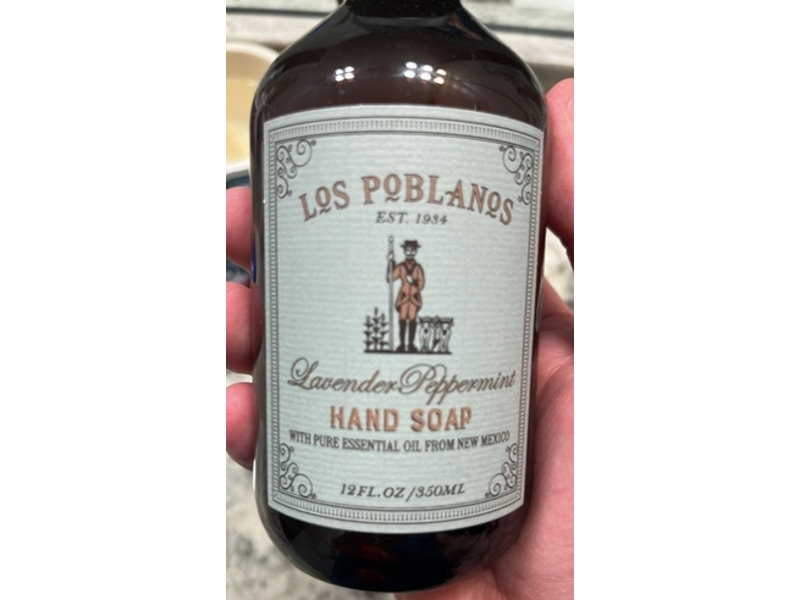 LOS POBLANOS
EST. 1934
Lavender Peppermint
HAND SOAP
WITH PURE ESSENTIAL OIL FROM NEW MEXICO
12 FL. OZ / 350ML